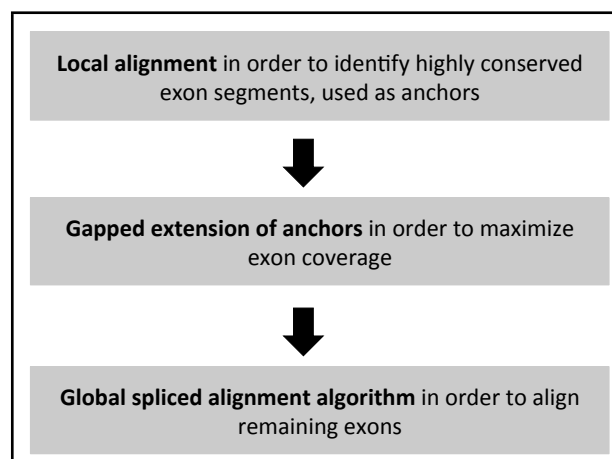 Local alignment in order to identify highly conserved
exon segments, used as anchors
Gapped extension of anchors in order to maximize
exon coverage
Global spliced alignment algorithm in order to align
remaining exons